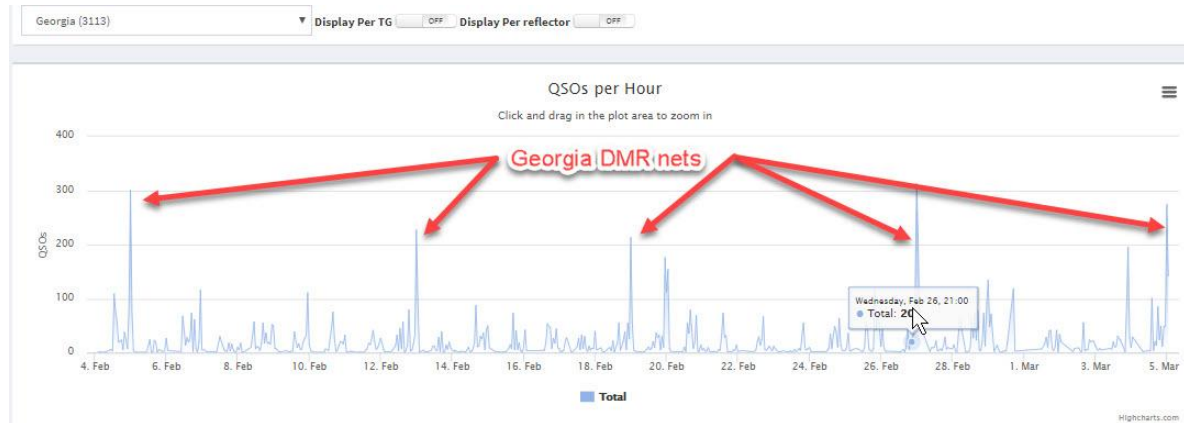 Georgia (3113)
Display Per TG OFF Display Per reflector OFF
QSOs per Hour
Click and drag in the plot area to zoom in
Georgia DMR nets
QSOs
400
300
200
100
0
Wednesday, Feb 26, 21:00
Total: 20
4. Feb 6. Feb 8. Feb 10. Feb 12. Feb 14. Feb 16. Feb 18. Feb 20. Feb 22. Feb 24. Feb 26. Feb 28. Feb 1. Mar 3. Mar 5. Mar
Total
Highcharts.com